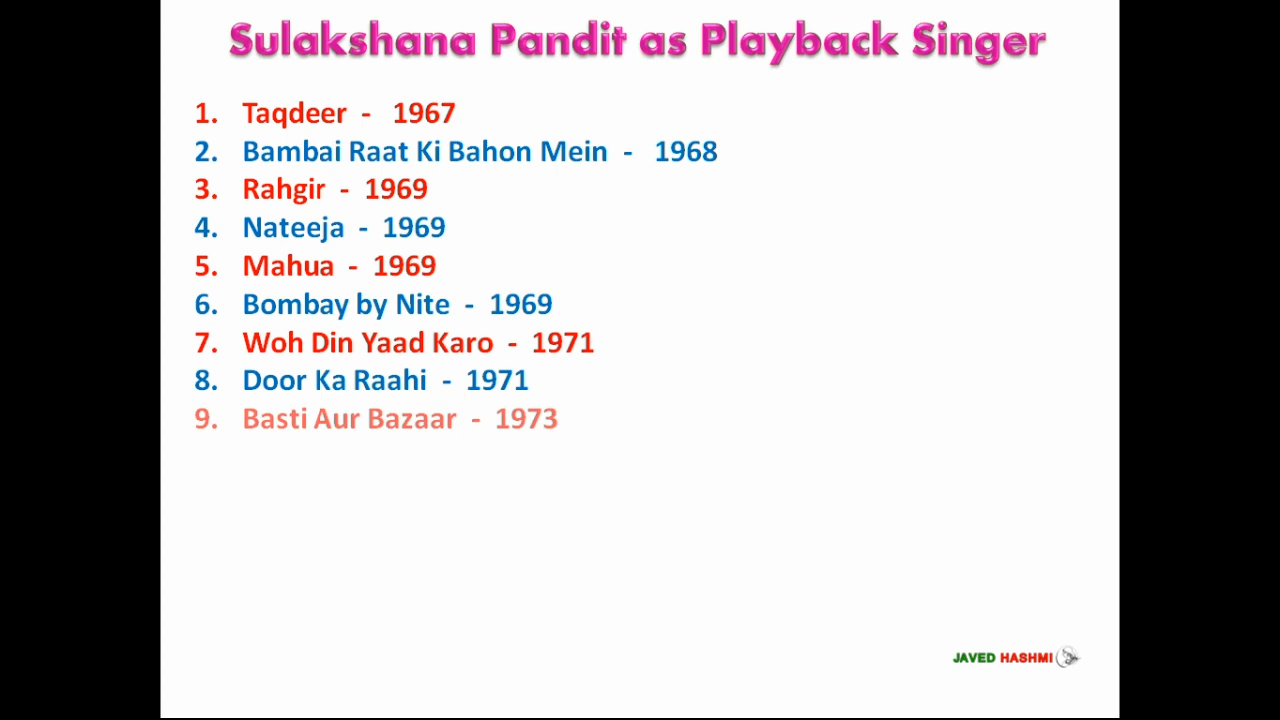 Sulakshana Pandit as Playback Singer
1. Taqdeer - 1967
2. Bambai Raat Ki Bahon Mein - 1968
3. Rahgir - 1969
4. Nateeja - 1969
5. Mahua - 1969
6. Bombay by Nite - 1969
7. Woh Din Yaad Karo - 1971
8. Door Ka Raahi - 1971
9. Basti Aur Bazaar - 1973
JAVED HASHMI